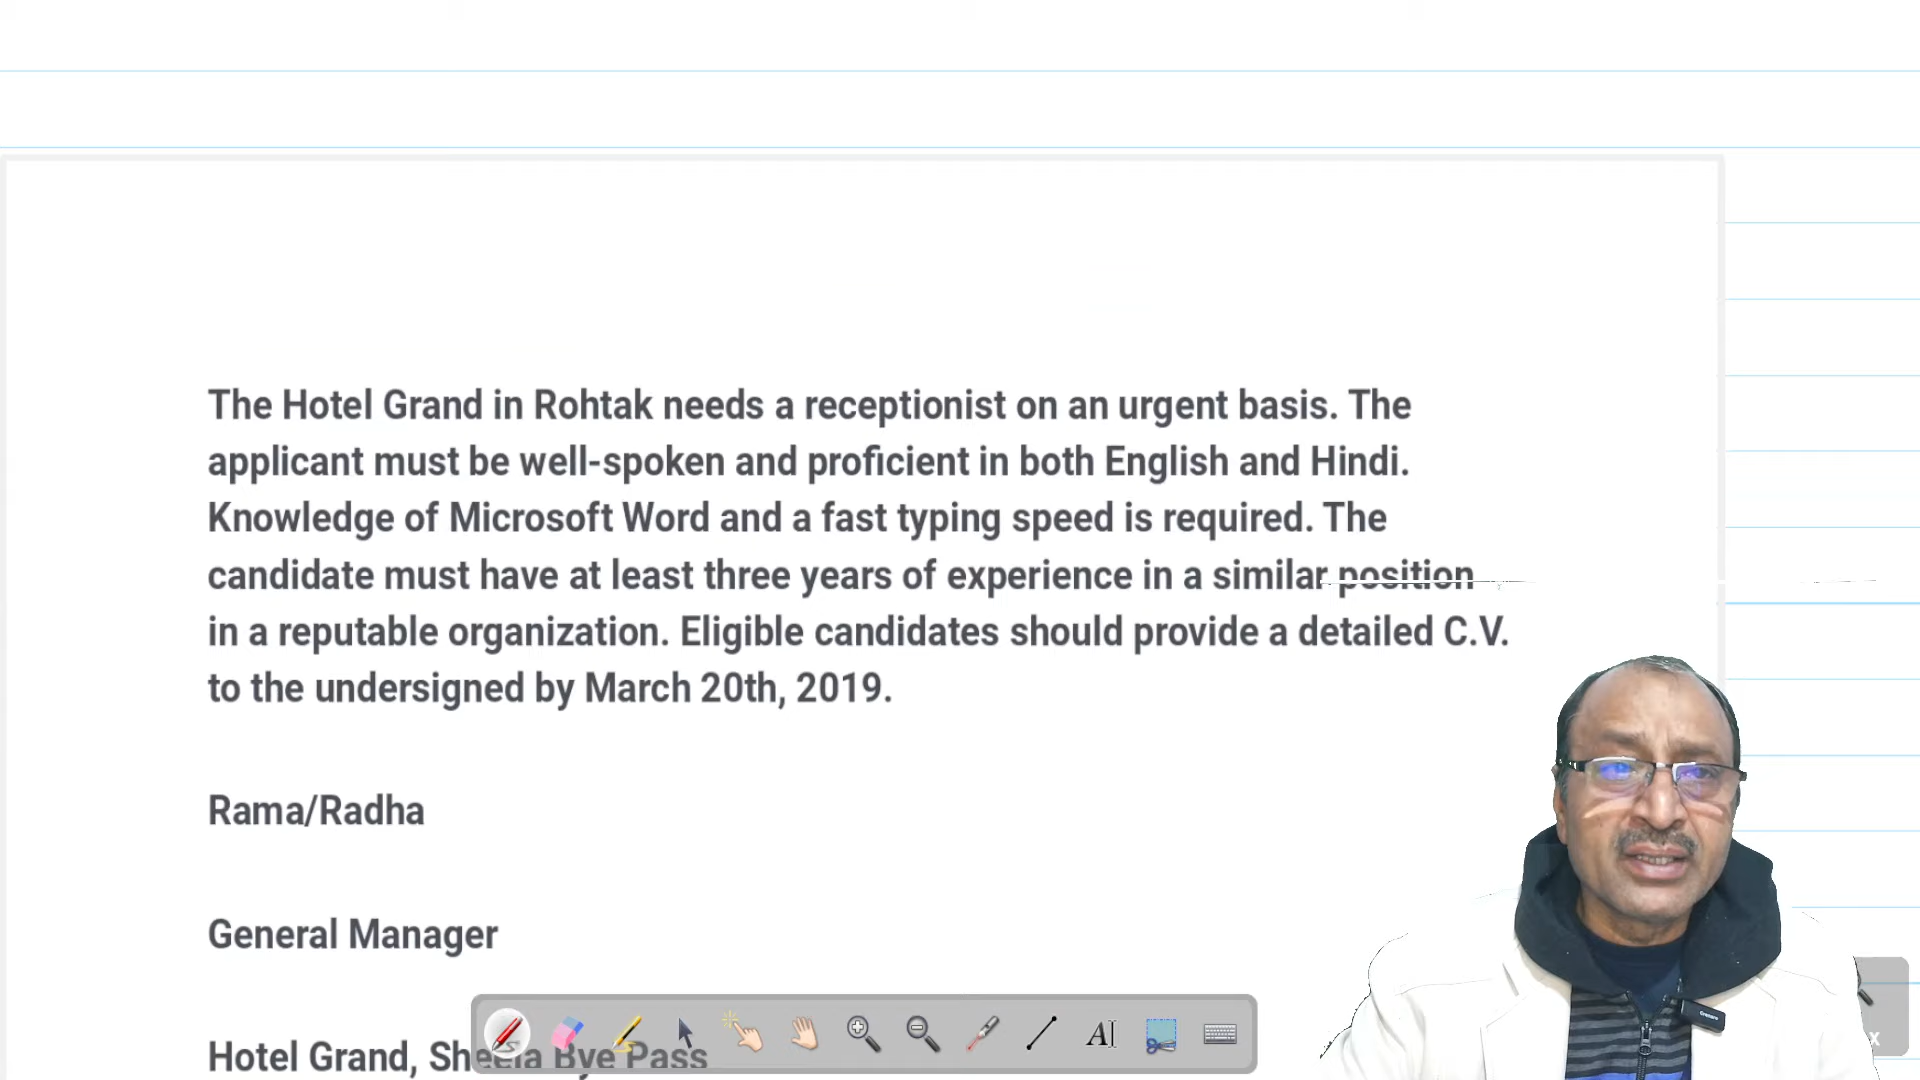 The Hotel Grand in Rohtak needs a receptionist on an urgent basis. The
applicant must be well-spoken and proficient in both English and Hindi.
Knowledge of Microsoft Word and a fast typing speed is required. The
candidate must have at least three years of experience in a similar position
in a reputable organization. Eligible candidates should provide a detailed C.V.
to the undersigned by March 20th, 2019.
Rama/Radha
General Manager
Hotel Grand, Sheela Bye Pass